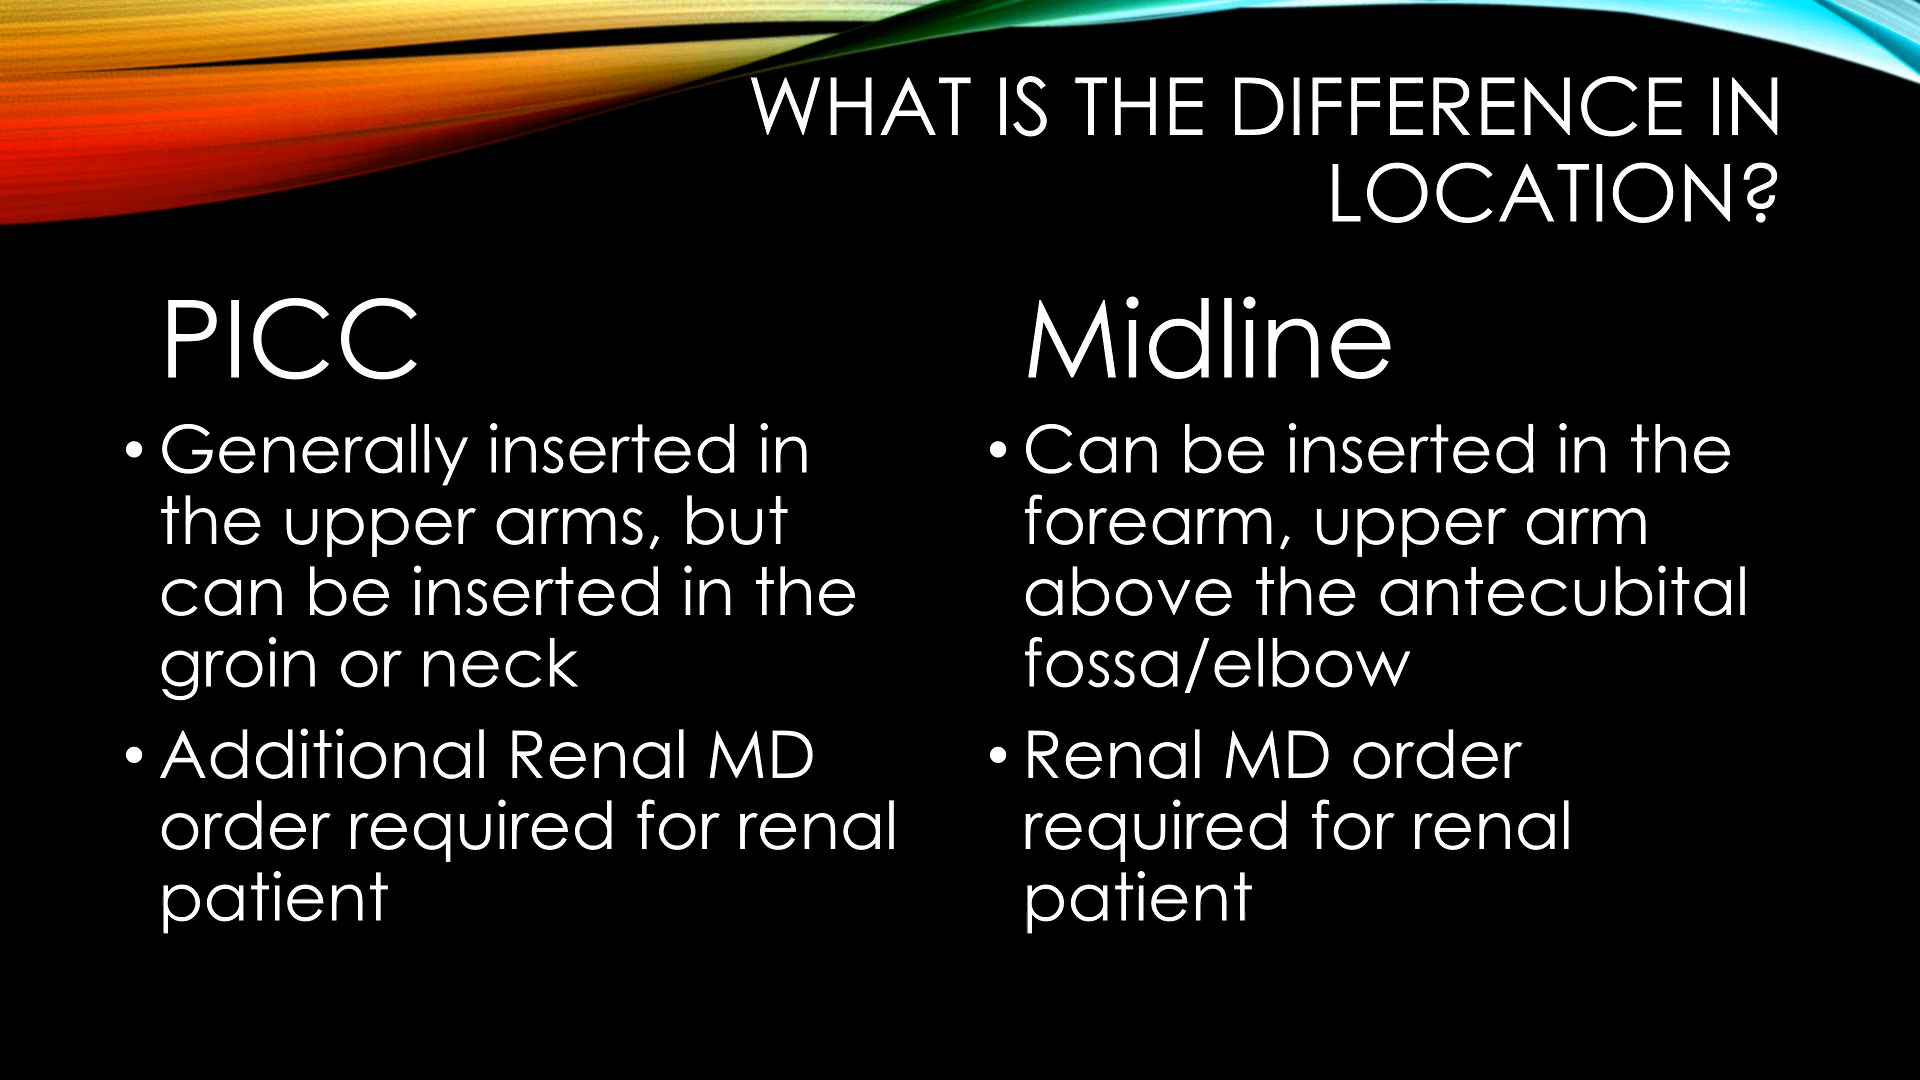 WHAT IS THE DIFFERENCE IN
LOCATION?
PICC
• Generally inserted in
the upper arms, but
can be inserted in the
groin or neck
• Additional Renal MD
order required for renal
patient
Midline
• Can be inserted in the
forearm, upper arm
above the antecubital
fossa/elbow
• Renal MD order
required for renal
patient